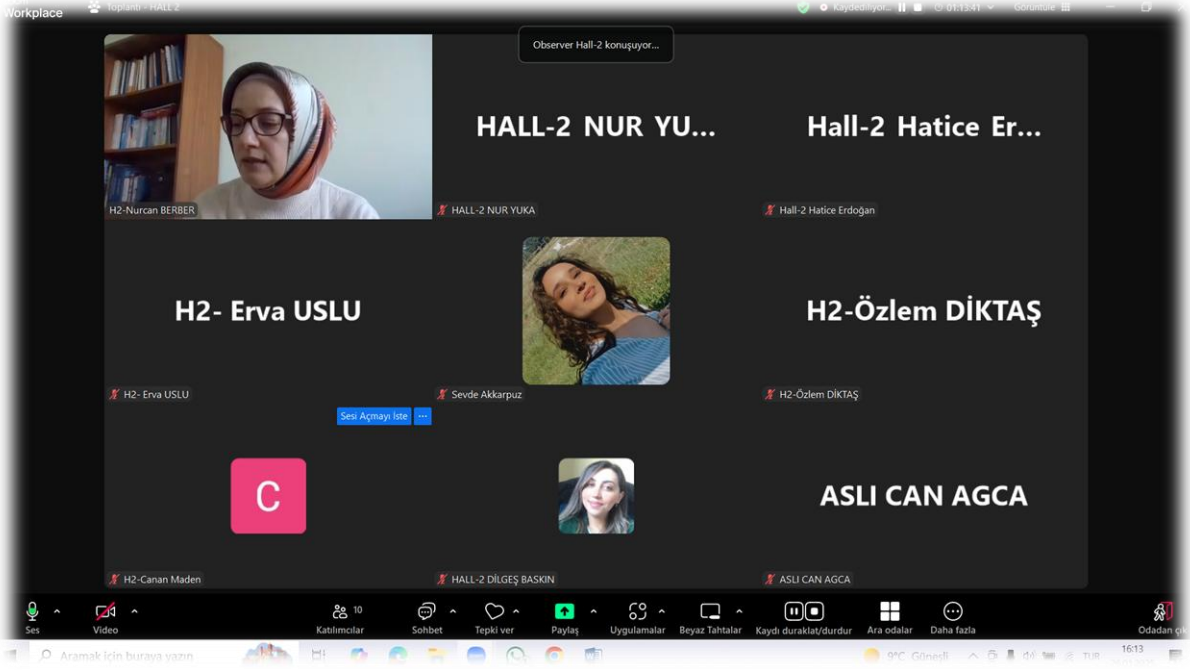 Workplace
Toplantı - HALL 2
Kaydediliyor...
01:13:41
Görüntüle
Observer Hall-2 konuşuyor...
H2-Nurcan BERBER
HALL-2 NUR YU...
HALL-2 NUR YUKA
Hall-2 Hatice Er...
Hall-2 Hatice Erdoğan
H2- Erva USLU
H2- Erva USLU
Sevde Akkarpuz
H2-Özlem DİKTAŞ
H2-Özlem DİKTAŞ
Sesi Açmayı İste ...
C
H2-Canan Maden
HALL-2 DİLGEŞ BASKIN
ASLI CAN AGCA
ASLI CAN AGCA
Ses
Video
10
Katılımcılar
Sohbet
Tepki ver
Paylaş
Uygulamalar
Beyaz Tahtalar
Kaydı duraklat/durdur
Ara odalar
Daha fazla
Odadan çık
Aramak için buraya yazın
9°C Güneşli
TUR
16:13